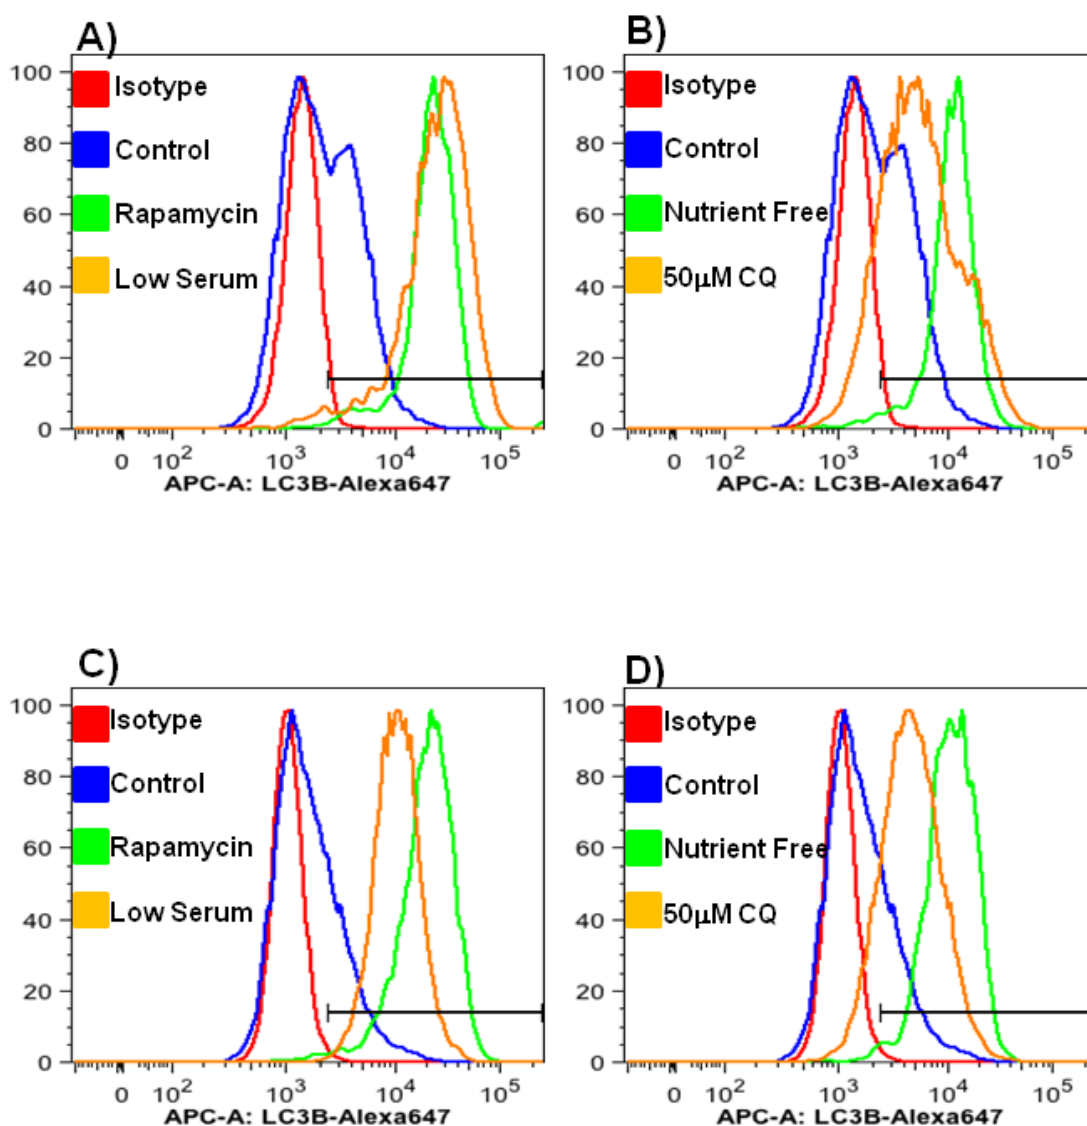 A)
100
80
60
40
20
0
Isotype
Control
Rapamycin
Low Serum
0 10² 10³ 10⁴ 10⁵
APC-A: LC3B-Alexa647
B)
100
80
60
40
20
0
Isotype
Control
Nutrient Free
50µM CQ
0 10² 10³ 10⁴ 10⁵
APC-A: LC3B-Alexa647
C)
100
80
60
40
20
0
Isotype
Control
Rapamycin
Low Serum
0 10² 10³ 10⁴ 10⁵
APC-A: LC3B-Alexa647
D)
100
80
60
40
20
0
Isotype
Control
Nutrient Free
50µM CQ
0 10² 10³ 10⁴ 10⁵
APC-A: LC3B-Alexa647